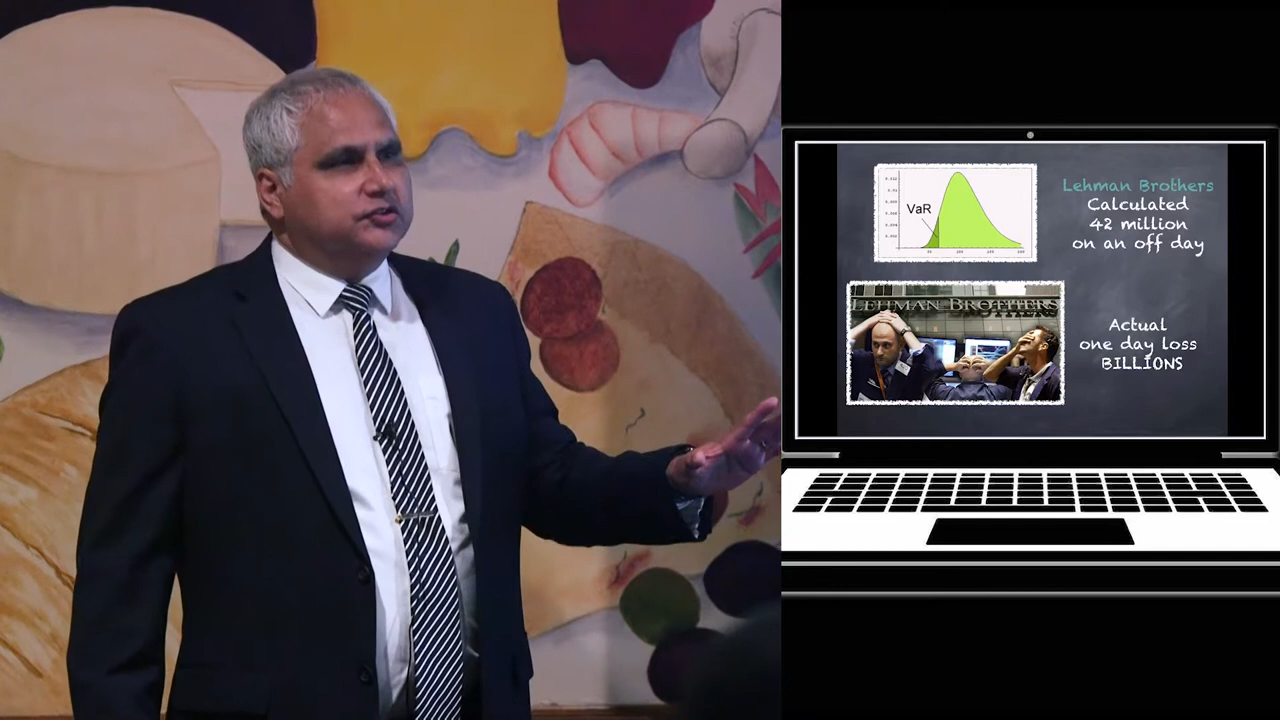 VaR
Lehman Brothers
Calculated
42 million
on an off day
LEHMAN BROTHERS
Actual
one day loss
BILLIONS